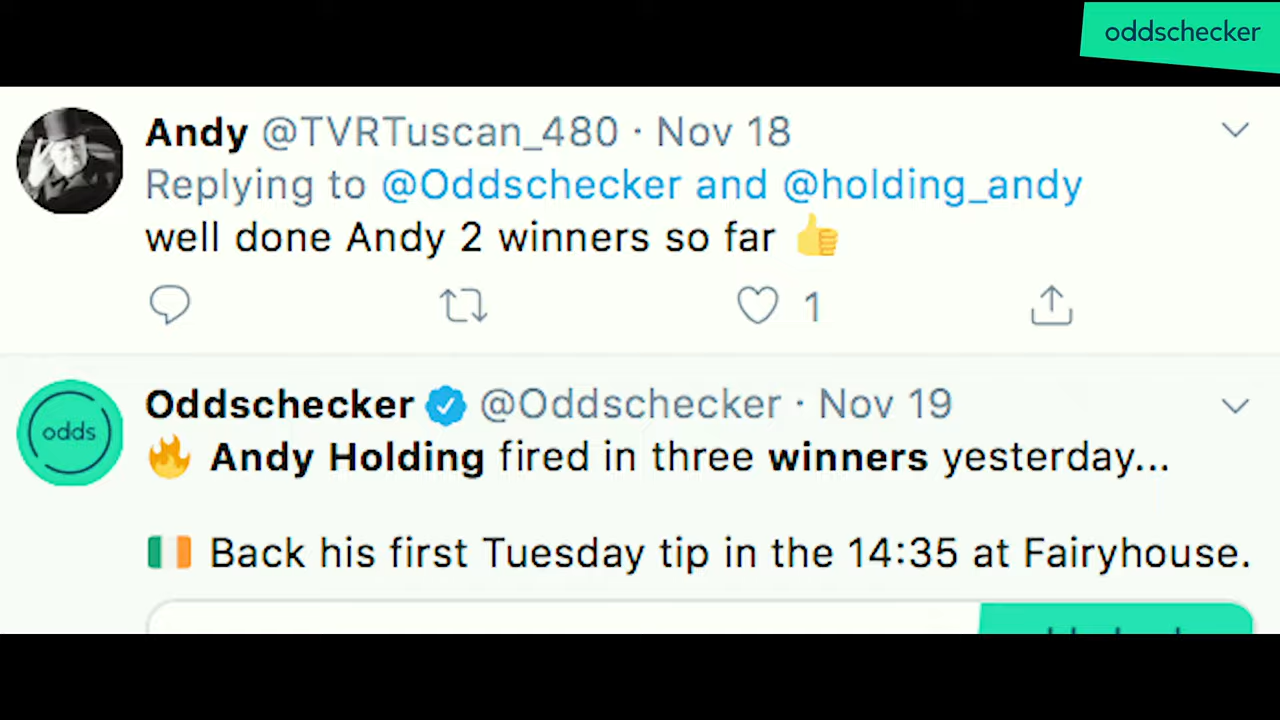 oddschecker
Andy @TVRTuscan_480 · Nov 18
Replying to @Oddschecker and @holding_andy
well done Andy 2 winners so far 👍
1
odds
Oddschecker @Oddschecker · Nov 19
🔥 Andy Holding fired in three winners yesterday...
🇮🇪 Back his first Tuesday tip in the 14:35 at Fairyhouse.